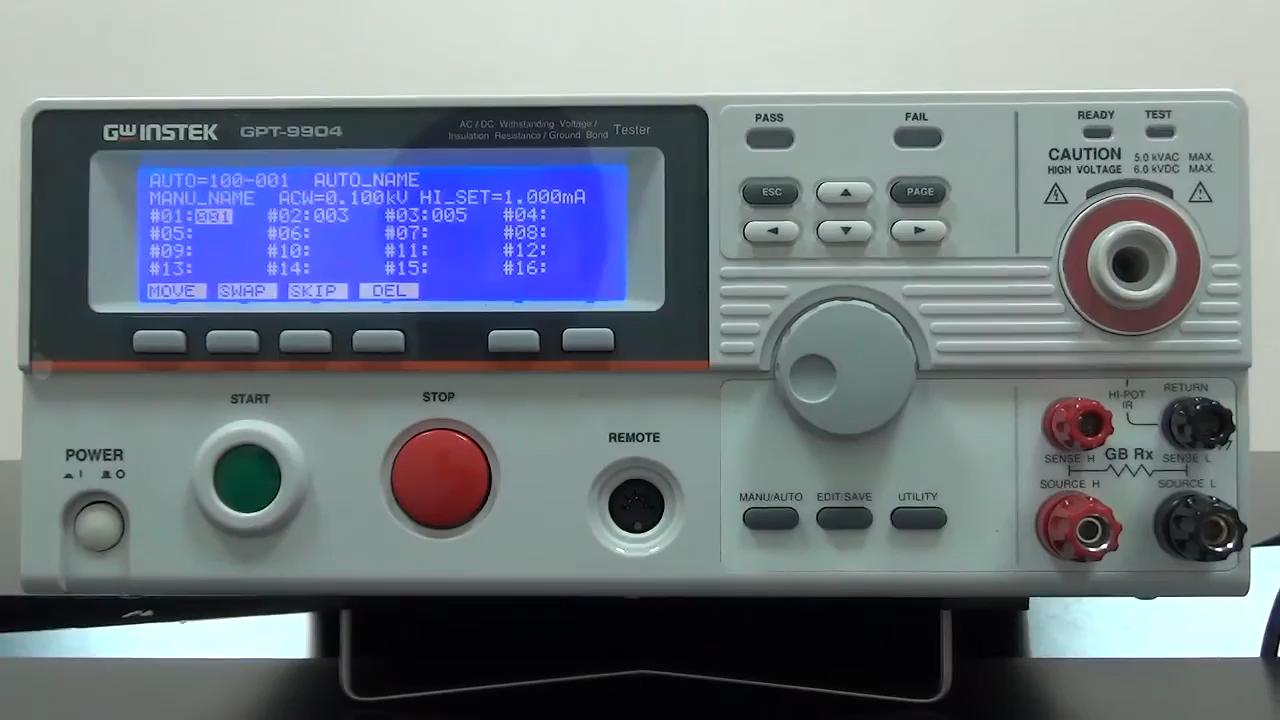 GWINSTEK GPT-9904
AC / DC Withstanding Voltage /
Insulation Resistance / Ground Bond Tester
AUTO=100-001 AUTO_NAME
MANU_NAME ACW=0.100kV HI_SET=1.000mA
#01:001 #02:003 #03:005 #04:
#05: #06: #07: #08:
#09: #10: #11: #12:
#13: #14: #15: #16:
MOVE SWAP SKIP DEL
PASS FAIL
ESC PAGE
READY TEST
CAUTION
HIGH VOLTAGE
5.0 kVAC MAX.
6.0 kVDC MAX.
START
STOP
POWER
I O
REMOTE
MANU/AUTO EDIT/SAVE UTILITY
RETURN
HI-POT
IR
SENSE H GB Rx SENSE L
SOURCE H SOURCE L